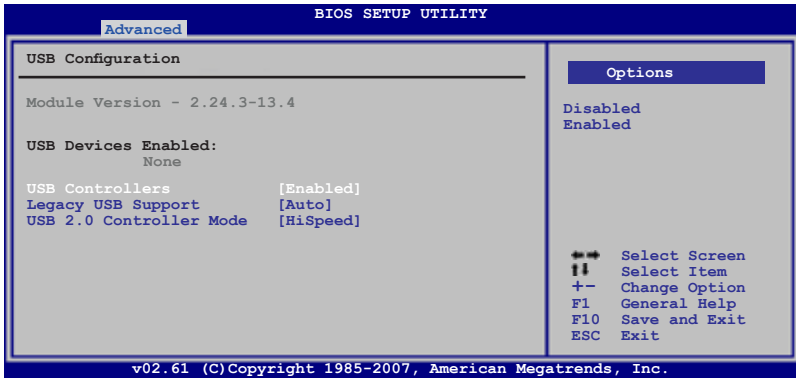 BIOS SETUP UTILITY
Advanced
USB Configuration
Module Version - 2.24.3-13.4
USB Devices Enabled:
None
USB Controllers [Enabled]
Legacy USB Support [Auto]
USB 2.0 Controller Mode [HiSpeed]
Options
Disabled
Enabled
←→ Select Screen
↑↓ Select Item
+- Change Option
F1 General Help
F10 Save and Exit
ESC Exit
v02.61 (C)Copyright 1985-2007, American Megatrends, Inc.